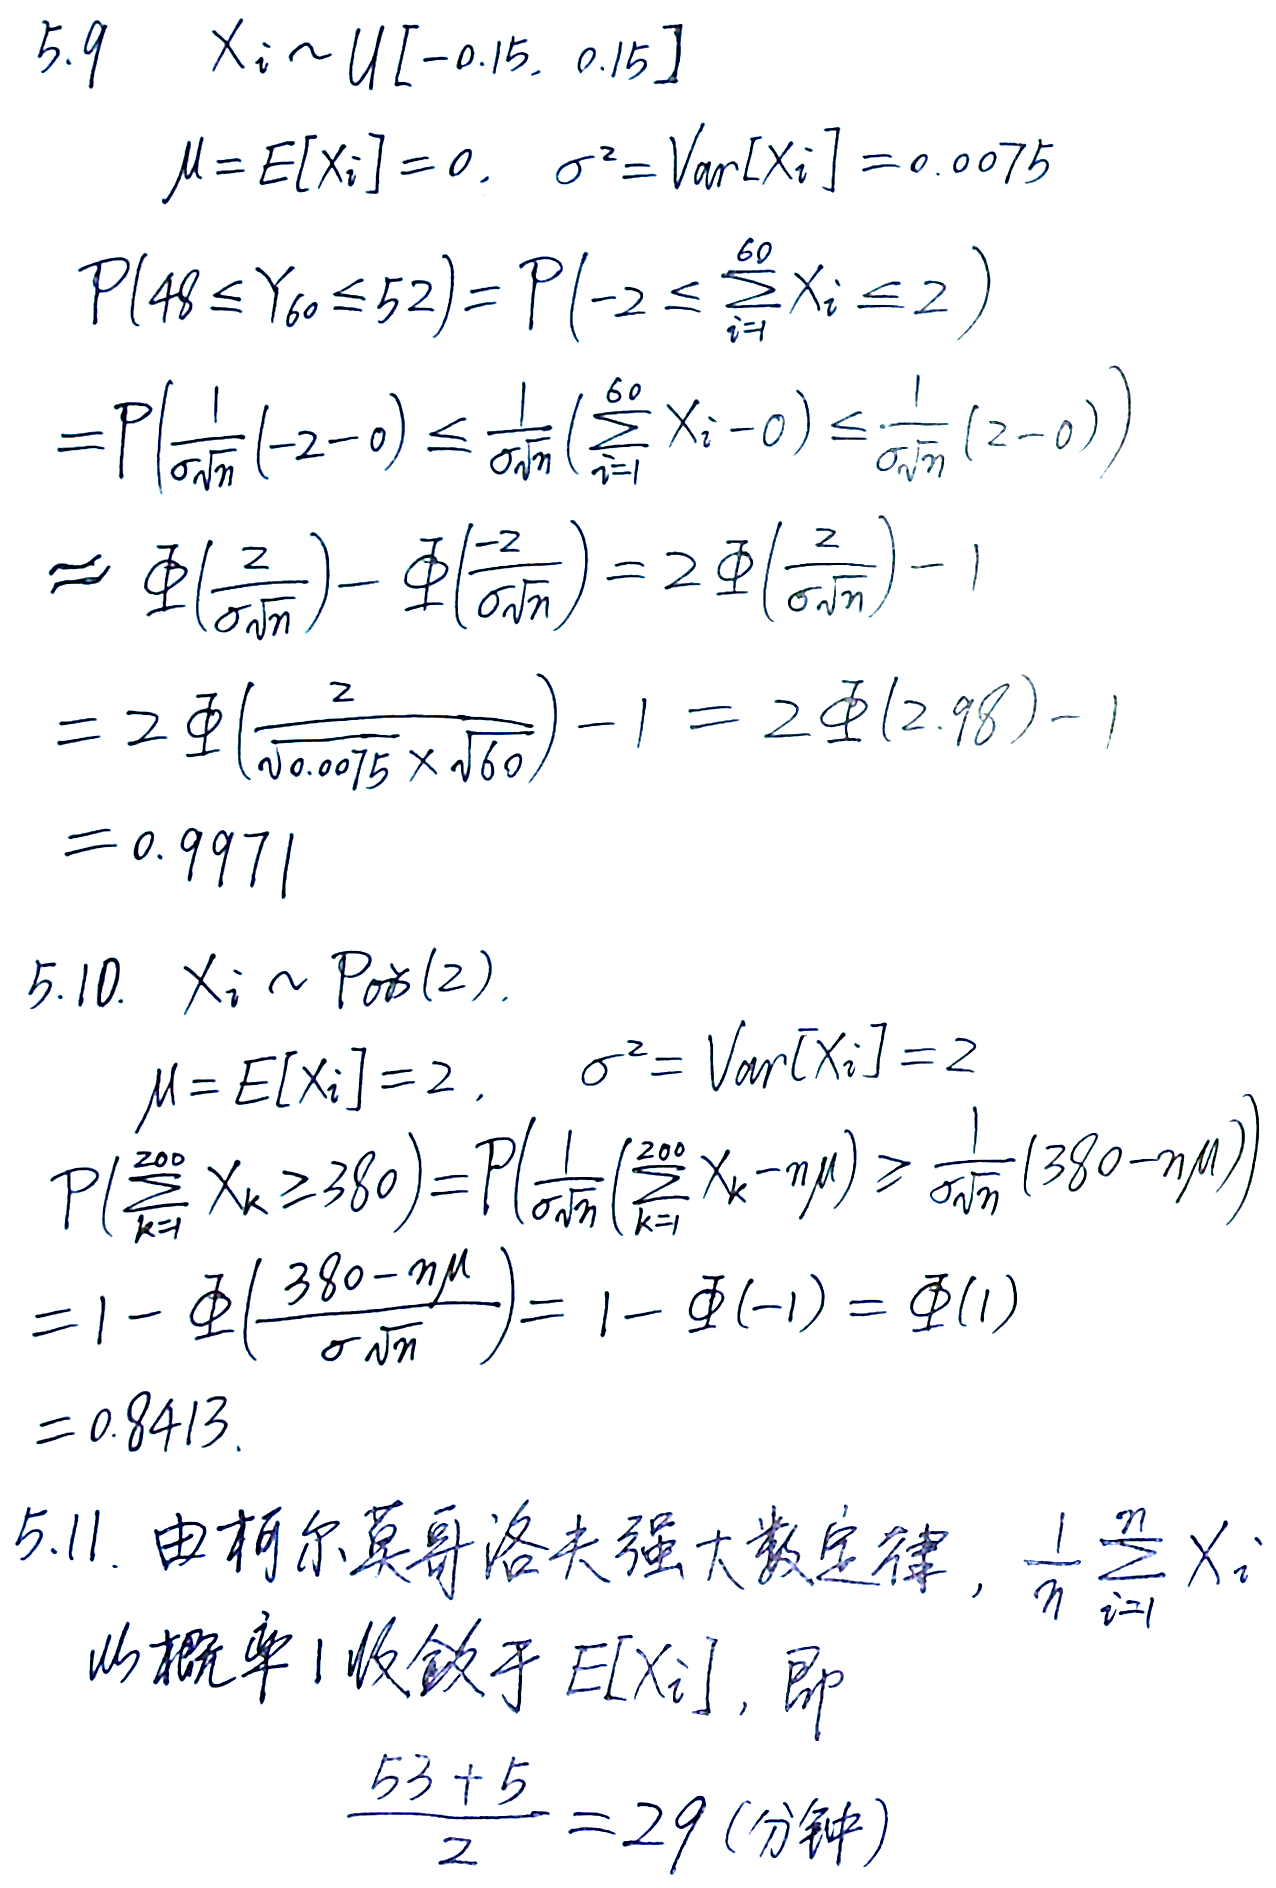 5.9 Xi ~ U[-0.15, 0.15]
μ = E[Xi] = 0, σ² = Var[Xi] = 0.0075
P(48 ≤ Y₆₀ ≤ 52) = P(-2 ≤ ∑_{i=1}^{60} Xi ≤ 2)
= P(1/(σ√n) (-2-0) ≤ 1/(σ√n) (∑_{i=1}^{60} Xi - 0) ≤ 1/(σ√n) (2-0))
≈ Φ(2/(σ√n)) - Φ(-2/(σ√n)) = 2Φ(2/(σ√n)) - 1
= 2Φ(2/(√0.0075 × √60)) - 1 = 2Φ(2.98) - 1
= 0.9971
5.10. Xi ~ Pois(2).
μ = E[Xi] = 2, σ² = Var[Xi] = 2
P(∑_{k=1}^{200} Xk ≥ 380) = P(1/(σ√n) (∑_{k=1}^{200} Xk - nμ) ≥ 1/(σ√n) (380 - nμ))
= 1 - Φ((380 - nμ)/(σ√n)) = 1 - Φ(-1) = Φ(1)
= 0.8413.
5.11. 由柯尔莫哥洛夫强大数定律, 1/n ∑_{i=1}^{n} Xi
以概率1收敛于 E[Xi], 即
(53+5)/2 = 29 (分钟)